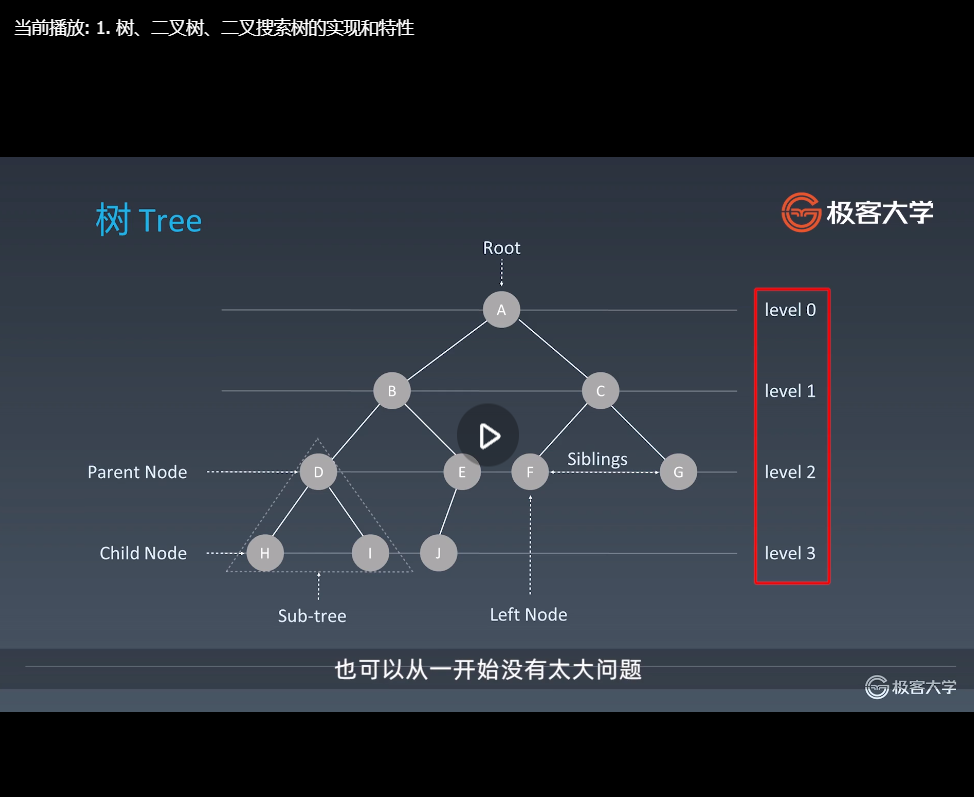 当前播放: 1. 树、二叉树、二叉搜索树的实现和特性
树 Tree
极客大学
Root
A
level 0
B
C
level 1
Parent Node
D
E
F
Siblings
G
level 2
Child Node
H
I
J
level 3
Sub-tree
Left Node
也可以从一开始没有太大问题
极客大学